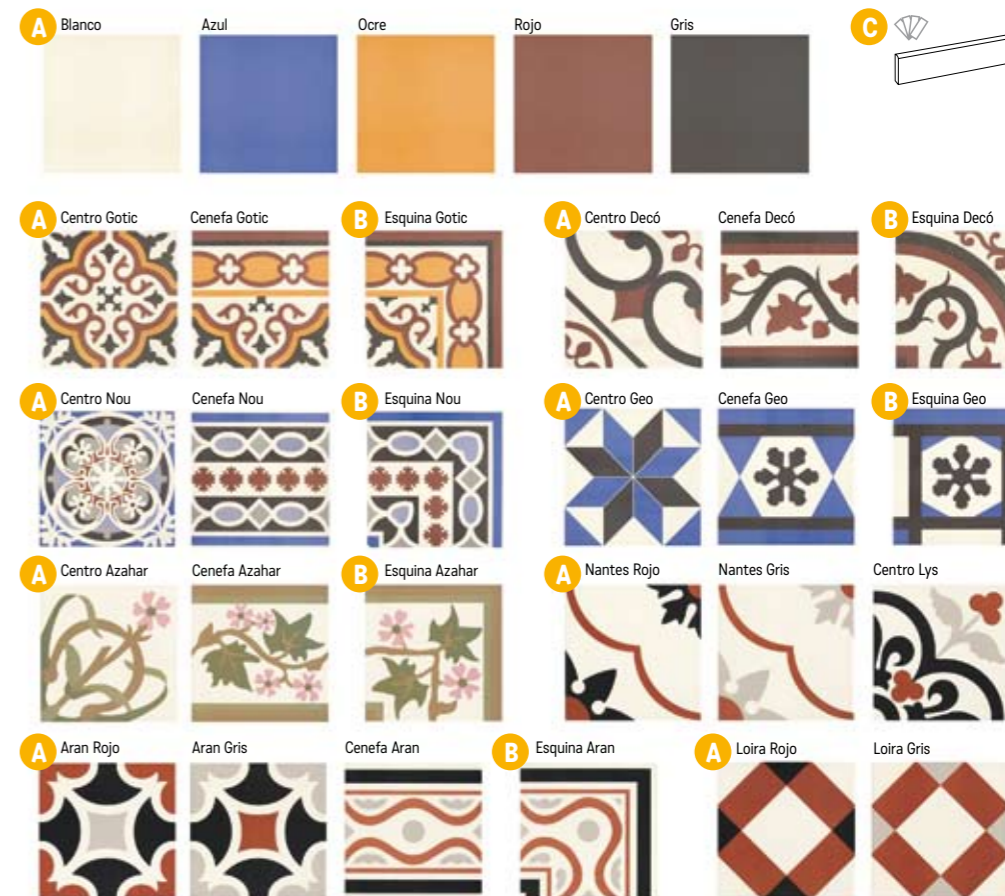 A Blanco Azul Ocre Rojo Gris C
A Centro Gotic Cenefa Gotic B Esquina Gotic A Centro Decó Cenefa Decó B Esquina Decó
A Centro Nou Cenefa Nou B Esquina Nou A Centro Geo Cenefa Geo B Esquina Geo
A Centro Azahar Cenefa Azahar B Esquina Azahar A Nantes Rojo Nantes Gris Centro Lys
A Aran Rojo Aran Gris Cenefa Aran B Esquina Aran A Loira Rojo Loira Gris